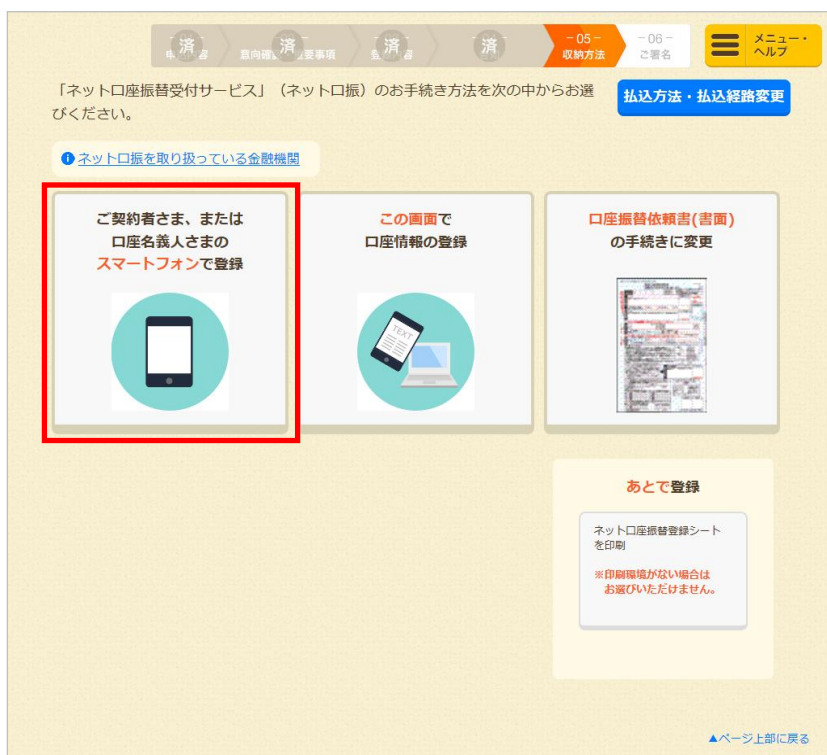 済
済
済
済
－05－
収納方法
－06－
ご署名
メニュー・
ヘルプ
「ネット口座振替受付サービス」（ネット口振）のお手続き方法を次の中からお選
びください。
払込方法・払込経路変更
ネット口振を取り扱っている金融機関
ご契約者さま、または
口座名義人さまの
スマートフォンで登録
この画面で
口座情報の登録
TEXT
口座振替依頼書(書面)
の手続きに変更
あとで登録
ネット口座振替登録シート
を印刷
※印刷環境がない場合は
お選びいただけません。
▲ページ上部に戻る